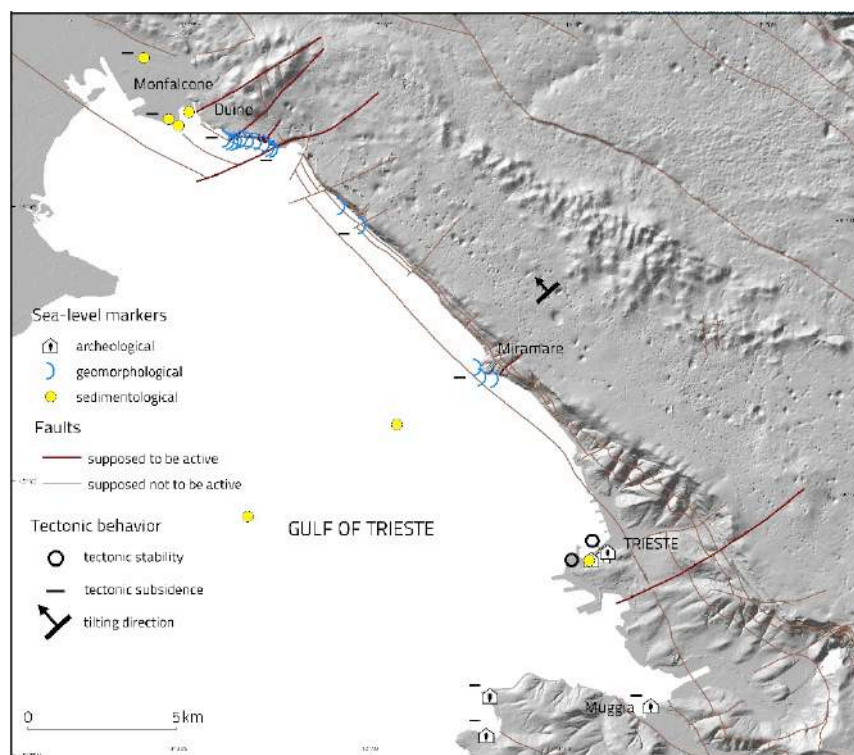 Monfalcone
Duino
Sea-level markers
archeological
geomorphological
sedimentological
Miramare
Faults
supposed to be active
supposed not to be active
Tectonic behavior
GULF OF TRIESTE
TRIESTE
tectonic stability
tectonic subsidence
tilting direction
Muggia
0 5km